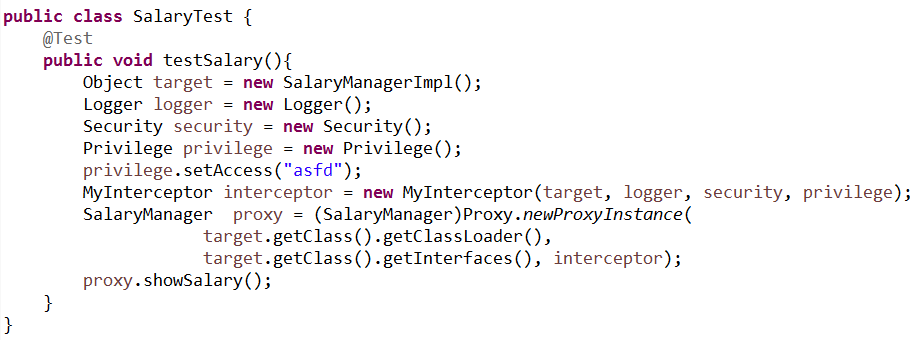 public class SalaryTest {
@Test
public void testSalary(){
Object target = new SalaryManagerImpl();
Logger logger = new Logger();
Security security = new Security();
Privilege privilege = new Privilege();
privilege.setAccess("asfd");
MyInterceptor interceptor = new MyInterceptor(target, logger, security, privilege);
SalaryManager  proxy = (SalaryManager)Proxy.newProxyInstance(
target.getClass().getClassLoader(),
target.getClass().getInterfaces(), interceptor);
proxy.showSalary();
}
}